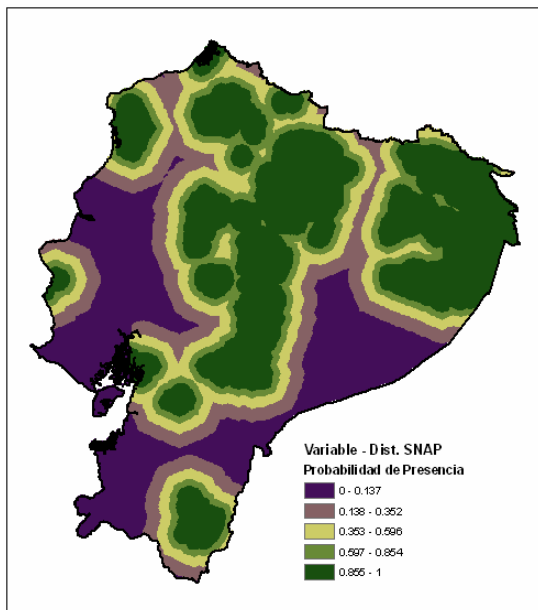 Variable - Dist. SNAP
Probabilidad de Presencia
0 - 0.137
0.138 - 0.352
0.353 - 0.596
0.597 - 0.854
0.855 - 1